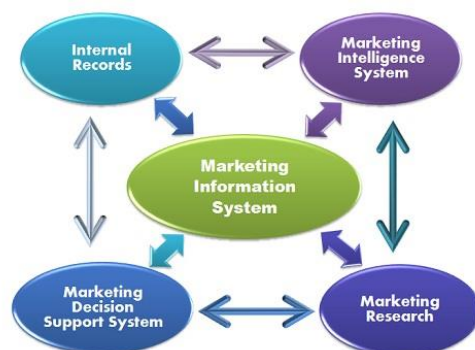 Internal
Records
Marketing
Intelligence
System
Marketing
Information
System
Marketing
Decision
Support System
Marketing
Research